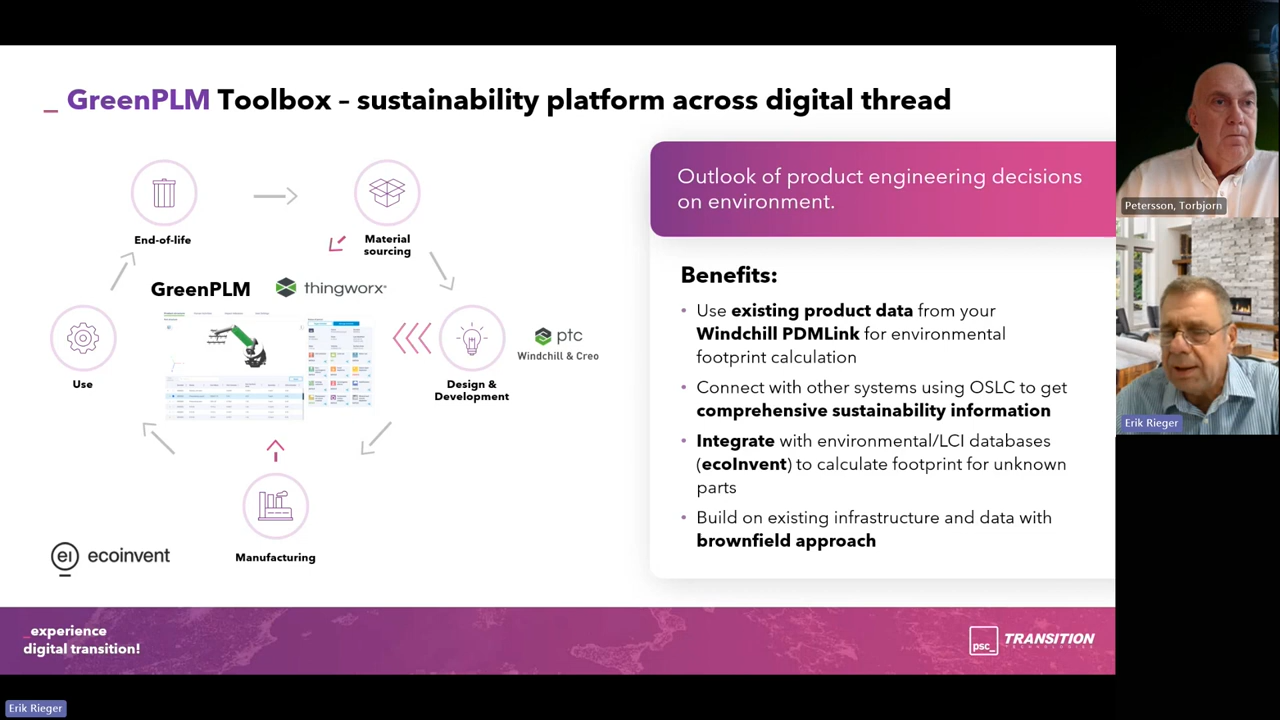 _ GreenPLM Toolbox – sustainability platform across digital thread
End-of-life
Material
sourcing
GreenPLM
thingworx
ptc
Windchill & Creo
Use
Design &
Development
Manufacturing
ei ecoinvent
Outlook of product engineering decisions
on environment.
Benefits:
• Use existing product data from your
Windchill PDMLink for environmental
footprint calculation
• Connect with other systems using OSLC to get
comprehensive sustainability information
• Integrate with environmental/LCI databases
(ecoInvent) to calculate footprint for unknown
parts
• Build on existing infrastructure and data with
brownfield approach
_experience
digital transition!
psc_ TRANSITION
TECHNOLOGIES
Petersson, Torbjorn
Erik Rieger
Erik Rieger